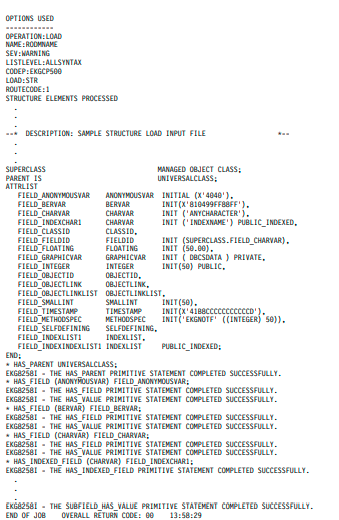 OPTIONS USED
------------
OPERATION:LOAD
NAME:RODMNAME
SEV:WARNING
LISTLEVEL:ALLSYNTAX
CODEP:EKGCP500
LOAD:STR
ROUTECODE:1
STRUCTURE ELEMENTS PROCESSED
.
.
.
--* DESCRIPTION: SAMPLE STRUCTURE LOAD INPUT FILE *--
.
.
.
SUPERCLASS MANAGED OBJECT CLASS;
PARENT IS UNIVERSALCLASS;
ATTRLIST
FIELD_ANONYMOUSVAR ANONYMOUSVAR INITIAL (X'4040'),
FIELD_BERVAR BERVAR INIT(X'810499FFBBFF'),
FIELD_CHARVAR CHARVAR INIT ('ANYCHARACTER'),
FIELD_INDEXCHAR1 CHARVAR INIT ('INDEXNAME') PUBLIC_INDEXED,
FIELD_CLASSID CLASSID,
FIELD_FIELDID FIELDID INIT (SUPERCLASS.FIELD_CHARVAR),
FIELD_FLOATING FLOATING INIT (50.00),
FIELD_GRAPHICVAR GRAPHICVAR INIT ( DBCSDATA ) PRIVATE,
FIELD_INTEGER INTEGER INIT(50) PUBLIC,
FIELD_OBJECTID OBJECTID,
FIELD_OBJECTLINK OBJECTLINK,
FIELD_OBJECTLINKLIST OBJECTLINKLIST,
FIELD_SMALLINT SMALLINT INIT(50),
FIELD_TIMESTAMP TIMESTAMP INIT(X'41B8CCCCCCCCCCCD'),
FIELD_METHODSPEC METHODSPEC INIT('EKGNOTF' ((INTEGER) 50)),
FIELD_SELFDEFINING SELFDEFINING,
FIELD_INDEXLIST1 INDEXLIST,
FIELD_INDEXINDEXLIST1 INDEXLIST PUBLIC_INDEXED;
END;
* HAS_PARENT UNIVERSALCLASS;
EKG8258I - THE HAS_PARENT PRIMITIVE STATEMENT COMPLETED SUCCESSFULLY.
* HAS_FIELD (ANONYMOUSVAR) FIELD_ANONYMOUSVAR;
EKG8258I - THE HAS_FIELD PRIMITIVE STATEMENT COMPLETED SUCCESSFULLY.
EKG8258I - THE HAS_VALUE PRIMITIVE STATEMENT COMPLETED SUCCESSFULLY.
* HAS_FIELD (BERVAR) FIELD_BERVAR;
EKG8258I - THE HAS_FIELD PRIMITIVE STATEMENT COMPLETED SUCCESSFULLY.
EKG8258I - THE HAS_VALUE PRIMITIVE STATEMENT COMPLETED SUCCESSFULLY.
* HAS_FIELD (CHARVAR) FIELD_CHARVAR;
EKG8258I - THE HAS_FIELD PRIMITIVE STATEMENT COMPLETED SUCCESSFULLY.
EKG8258I - THE HAS_VALUE PRIMITIVE STATEMENT COMPLETED SUCCESSFULLY.
* HAS_INDEXED_FIELD (CHARVAR) FIELD_INDEXCHAR1;
EKG8258I - THE HAS_INDEXED_FIELD PRIMITIVE STATEMENT COMPLETED SUCCESSFULLY.
.
.
.
EKG8258I - THE SUBFIELD_HAS_VALUE PRIMITIVE STATEMENT COMPLETED SUCCESSFULLY.
END OF JOB OVERALL RETURN CODE: 00 13:58:29